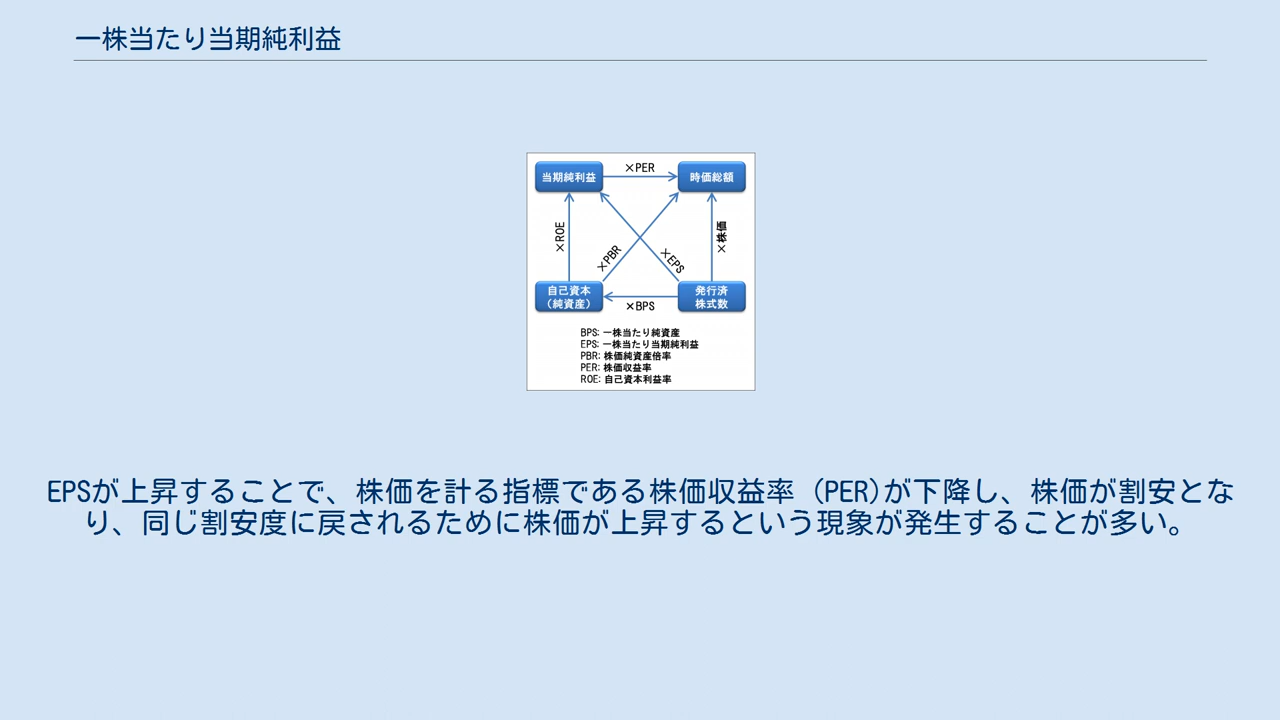 一株当たり当期純利益
×PER
当期純利益
時価総額
×ROE
×PBR
×EPS
×株価
自己資本
(純資産)
×BPS
発行済
株式数
BPS: 一株当たり純資産
EPS: 一株当たり当期純利益
PBR: 株価純資産倍率
PER: 株価収益率
ROE: 自己資本利益率
EPSが上昇することで、株価を計る指標である株価収益率 (PER)が下降し、株価が割安とな
り、同じ割安度に戻されるために株価が上昇するという現象が発生することが多い。